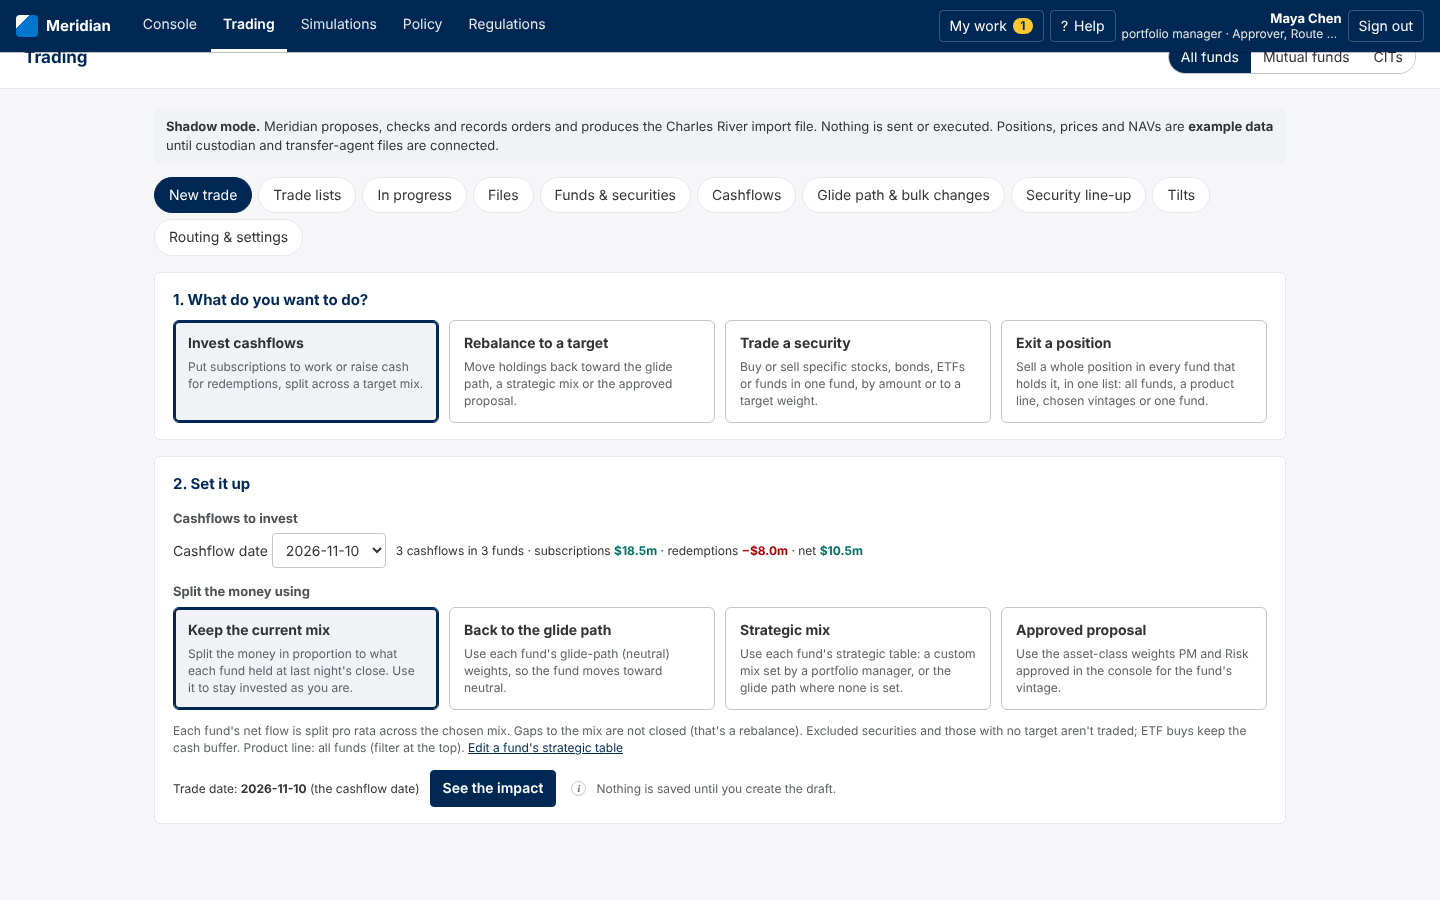 Meridian
Console
Trading
Simulations
Policy
Regulations
My work 1
? Help
Maya Chen
portfolio manager · Approver, Route ...
Sign out
Trading
All funds
Mutual funds
CITs
Shadow mode. Meridian proposes, checks and records orders and produces the Charles River import file. Nothing is sent or executed. Positions, prices and NAVs are example data
until custodian and transfer-agent files are connected.
New trade
Trade lists
In progress
Files
Funds & securities
Cashflows
Glide path & bulk changes
Security line-up
Tilts
Routing & settings
1. What do you want to do?
Invest cashflows
Put subscriptions to work or raise cash
for redemptions, split across a target mix.
Rebalance to a target
Move holdings back toward the glide
path, a strategic mix or the approved
proposal.
Trade a security
Buy or sell specific stocks, bonds, ETFs
or funds in one fund, by amount or to a
target weight.
Exit a position
Sell a whole position in every fund that
holds it, in one list: all funds, a product
line, chosen vintages or one fund.
2. Set it up
Cashflows to invest
Cashflow date 2026-11-10 3 cashflows in 3 funds · subscriptions $18.5m · redemptions −$8.0m · net $10.5m
Split the money using
Keep the current mix
Split the money in proportion to what
each fund held at last night's close. Use
it to stay invested as you are.
Back to the glide path
Use each fund's glide-path (neutral)
weights, so the fund moves toward
neutral.
Strategic mix
Use each fund's strategic table: a custom
mix set by a portfolio manager, or the
glide path where none is set.
Approved proposal
Use the asset-class weights PM and Risk
approved in the console for the fund's
vintage.
Each fund's net flow is split pro rata across the chosen mix. Gaps to the mix are not closed (that's a rebalance). Excluded securities and those with no target aren't traded; ETF buys keep the
cash buffer. Product line: all funds (filter at the top). Edit a fund's strategic table
Trade date: 2026-11-10 (the cashflow date) See the impact i Nothing is saved until you create the draft.